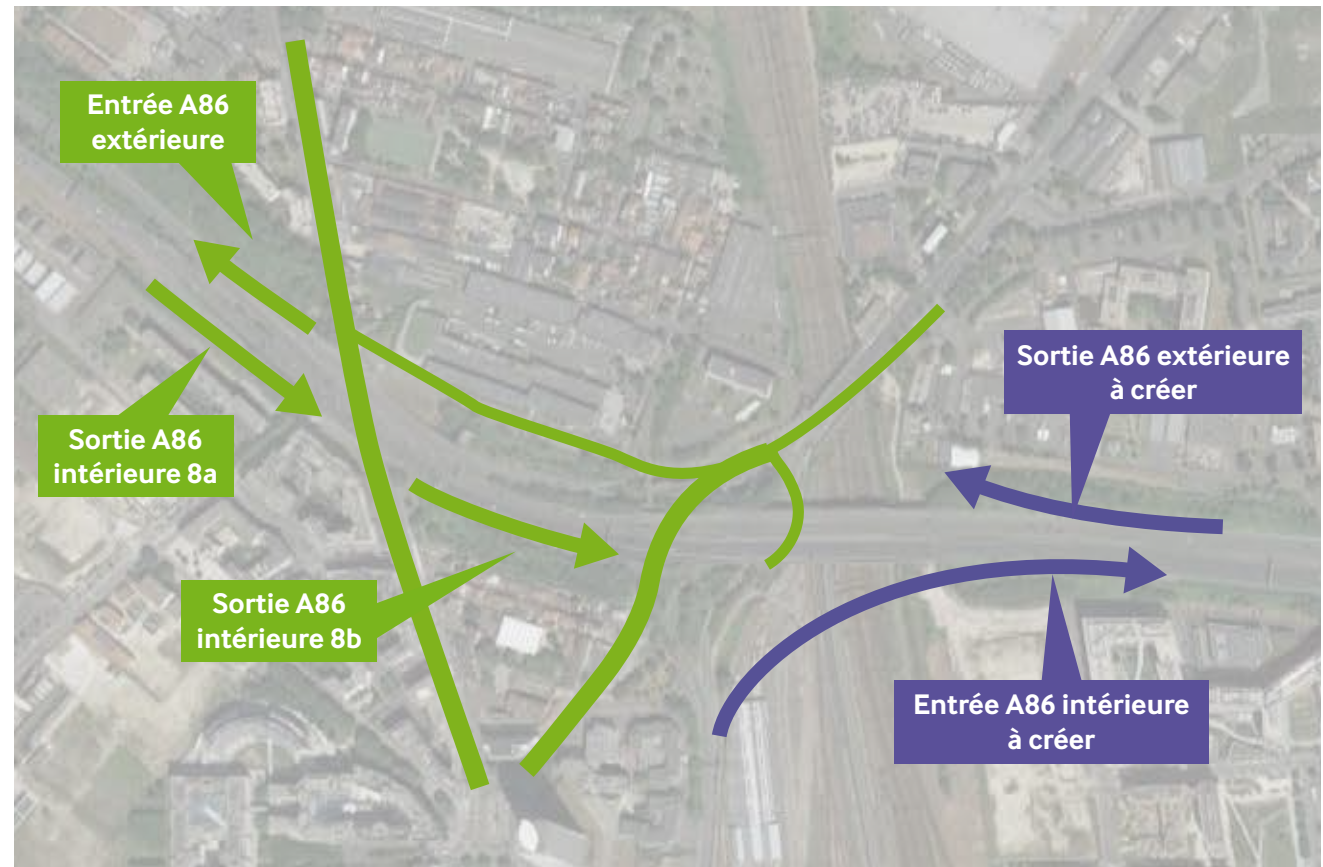 Entrée A86
extérieure
Sortie A86
intérieure 8a
Sortie A86
intérieure 8b
Sortie A86 extérieure
à créer
Entrée A86 intérieure
à créer